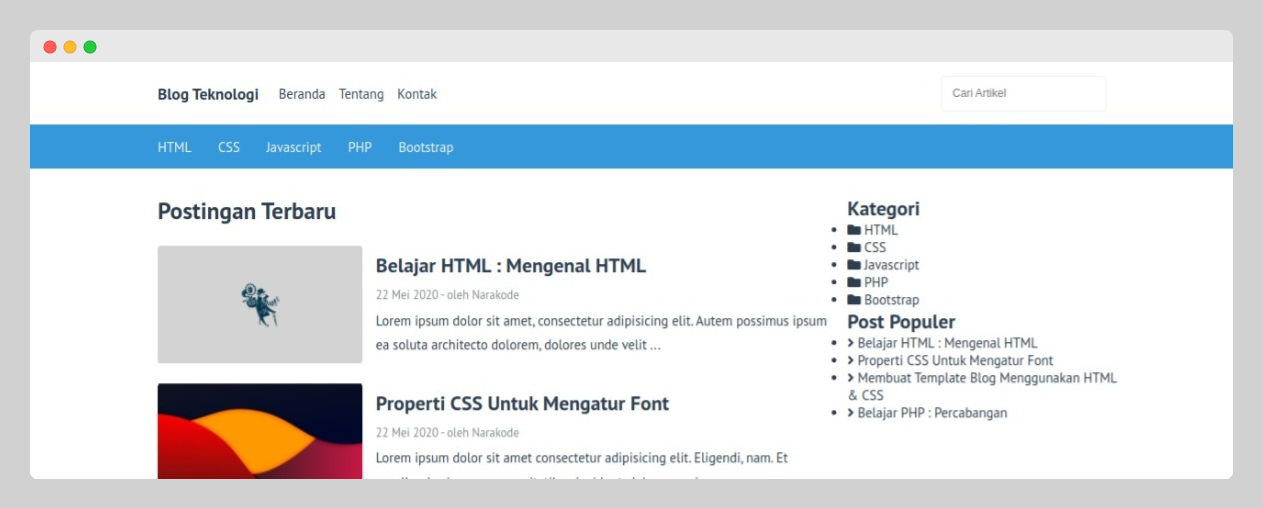 Blog Teknologi Beranda Tentang Kontak Cari Artikel
HTML CSS Javascript PHP Bootstrap
Postingan Terbaru
Belajar HTML : Mengenal HTML
22 Mei 2020 - oleh Narakode
Lorem ipsum dolor sit amet, consectetur adipisicing elit. Autem possimus ipsum
ea soluta architecto dolorem, dolores unde velit ...
Properti CSS Untuk Mengatur Font
22 Mei 2020 - oleh Narakode
Lorem ipsum dolor sit amet consectetur adipisicing elit. Eligendi, nam. Et
Kategori
HTML
CSS
Javascript
PHP
Bootstrap
Post Populer
Belajar HTML : Mengenal HTML
Properti CSS Untuk Mengatur Font
Membuat Template Blog Menggunakan HTML
& CSS
Belajar PHP : Percabangan